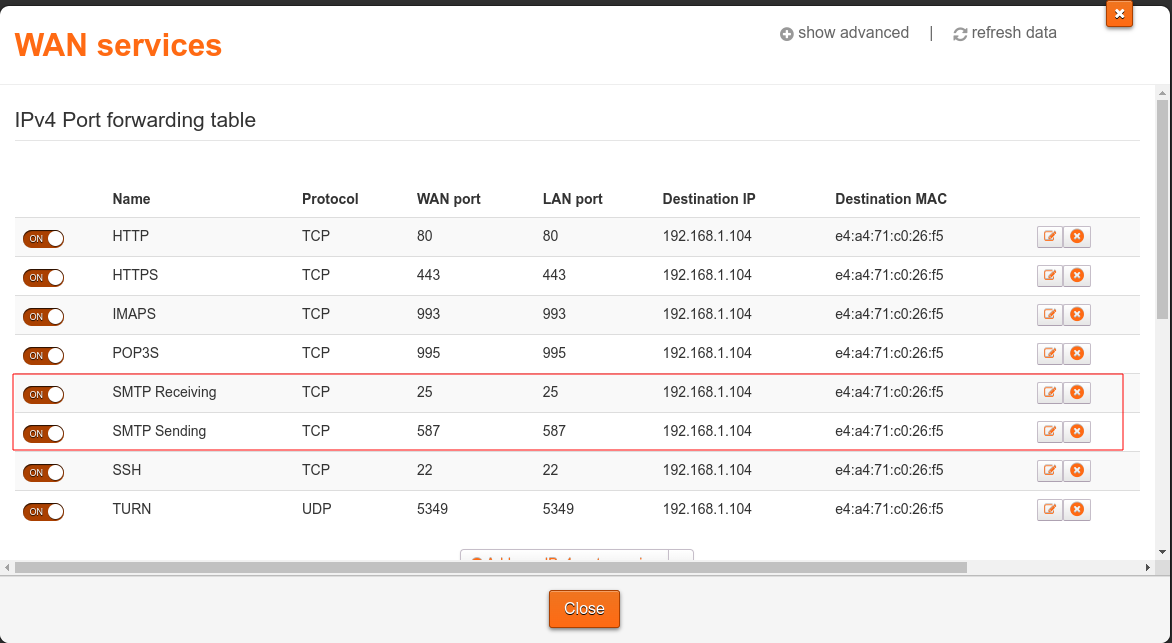 WAN services
show advanced | refresh data
IPv4 Port forwarding table
Name Protocol WAN port LAN port Destination IP Destination MAC
ON HTTP TCP 80 80 192.168.1.104 e4:a4:71:c0:26:f5
ON HTTPS TCP 443 443 192.168.1.104 e4:a4:71:c0:26:f5
ON IMAPS TCP 993 993 192.168.1.104 e4:a4:71:c0:26:f5
ON POP3S TCP 995 995 192.168.1.104 e4:a4:71:c0:26:f5
ON SMTP Receiving TCP 25 25 192.168.1.104 e4:a4:71:c0:26:f5
ON SMTP Sending TCP 587 587 192.168.1.104 e4:a4:71:c0:26:f5
ON SSH TCP 22 22 192.168.1.104 e4:a4:71:c0:26:f5
ON TURN UDP 5349 5349 192.168.1.104 e4:a4:71:c0:26:f5
Close